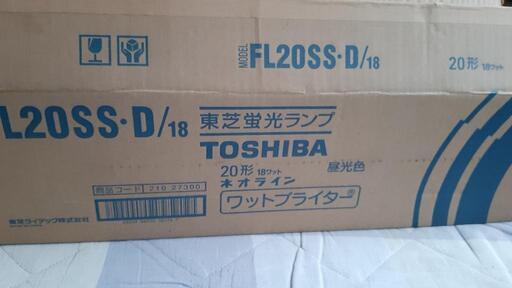 MODEL FL20SS・D/18
20形 18ワット
L20SS・D/18
東芝蛍光ランプ
TOSHIBA
20形 18ワット 昼光色
ネオライン
ワットブライター®
商品コード 210 27300
東芝ライテック株式会社